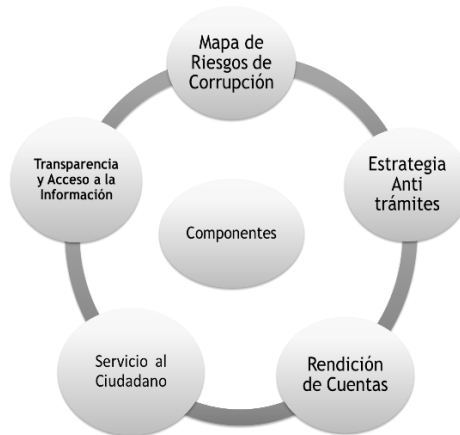 Mapa de
Riesgos de
Corrupción
Estrategia
Anti
trámites
Rendición
de Cuentas
Servicio al
Ciudadano
Transparencia
y Acceso a la
Información
Componentes